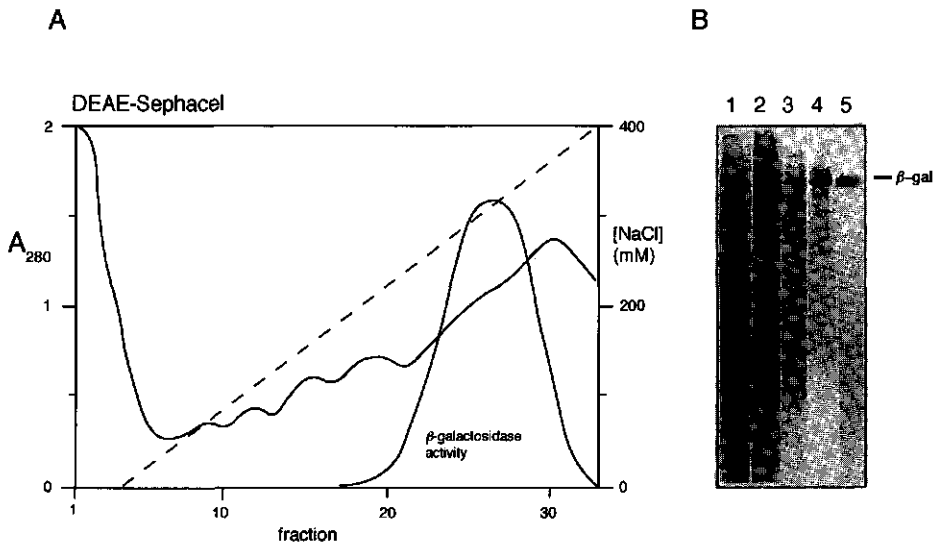 A
B
DEAE-Sephacel
1 2 3 4 5
2
400
β-gal
A280
[NaCl]
(mM)
1
200
β-galactosidase
activity
0
0
1
10
20
30
fraction